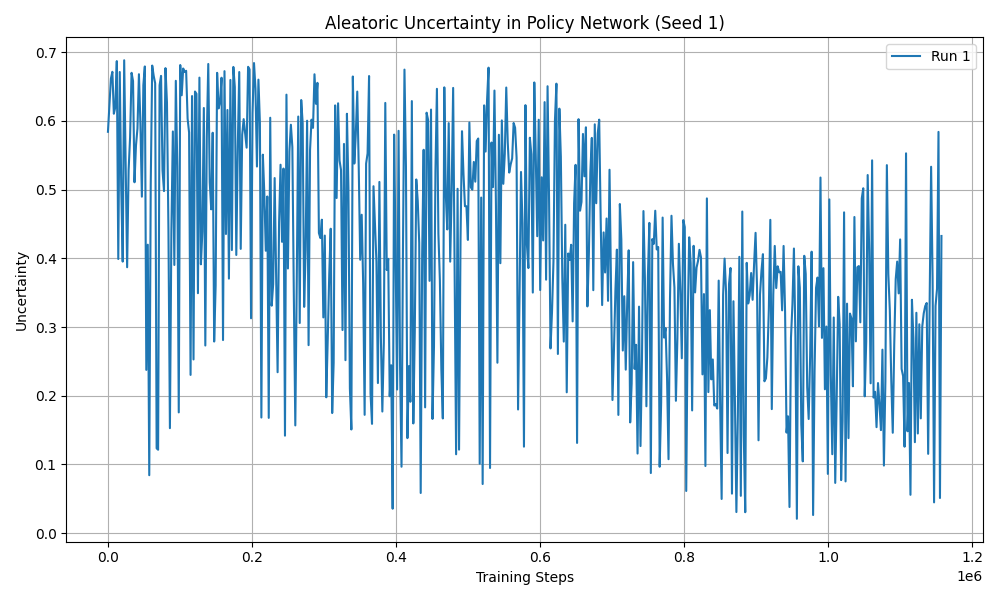 Aleatoric Uncertainty in Policy Network (Seed 1)
Run 1
Uncertainty
0.7
0.6
0.5
0.4
0.3
0.2
0.1
0.0
0.0 0.2 0.4 0.6 0.8 1.0 1.2
1e6
Training Steps